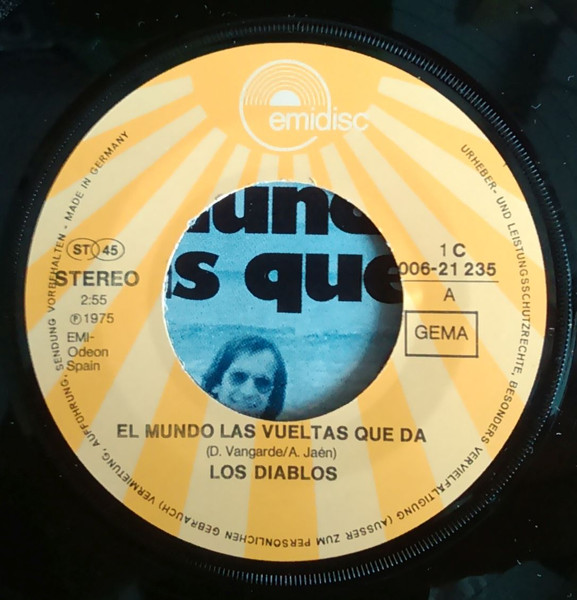 emidisc
URHEBER- UND LEISTUNGSSCHUTZRECHTE, BESONDERS VERVIELFÄLTIGUNG (AUSSER ZUM PERSÖNLICHEN GEBRAUCH) VERMIETUNG, AUFFÜHRUNG, SENDUNG VORBEHALTEN - MADE IN GERMANY
ST 45
STEREO
2:55
Ⓟ 1975
EMI-
Odeon
Spain
s que
1 C
006-21 235
A
GEMA
EL MUNDO LAS VUELTAS QUE DA
(D. Vangarde/A. Jaén)
LOS DIABLOS